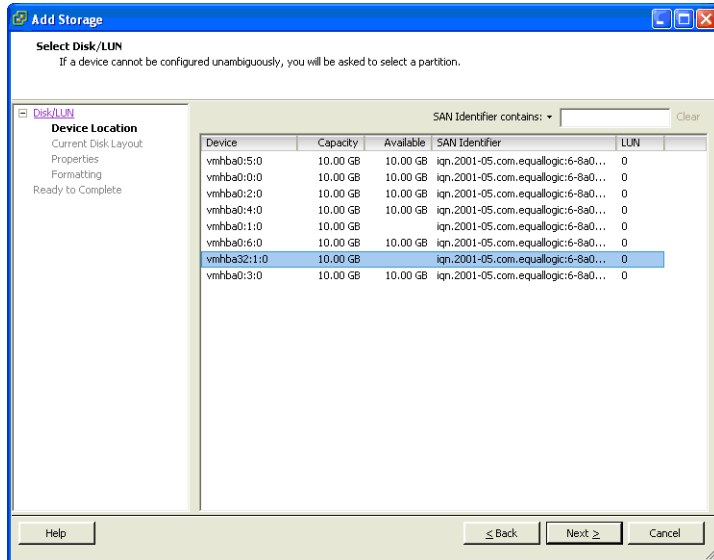 Add Storage
Select Disk/LUN
If a device cannot be configured unambiguously, you will be asked to select a partition.
Disk/LUN
Device Location
Current Disk Layout
Properties
Formatting
Ready to Complete
SAN Identifier contains: Clear
Device Capacity Available SAN Identifier LUN
vmhba0:5:0 10.00 GB 10.00 GB iqn.2001-05.com.equallogic:6-8a0... 0
vmhba0:0:0 10.00 GB 10.00 GB iqn.2001-05.com.equallogic:6-8a0... 0
vmhba0:2:0 10.00 GB 10.00 GB iqn.2001-05.com.equallogic:6-8a0... 0
vmhba0:4:0 10.00 GB 10.00 GB iqn.2001-05.com.equallogic:6-8a0... 0
vmhba0:1:0 10.00 GB iqn.2001-05.com.equallogic:6-8a0... 0
vmhba0:6:0 10.00 GB 10.00 GB iqn.2001-05.com.equallogic:6-8a0... 0
vmhba32:1:0 10.00 GB iqn.2001-05.com.equallogic:6-8a0... 0
vmhba0:3:0 10.00 GB 10.00 GB iqn.2001-05.com.equallogic:6-8a0... 0
Help < Back Next > Cancel